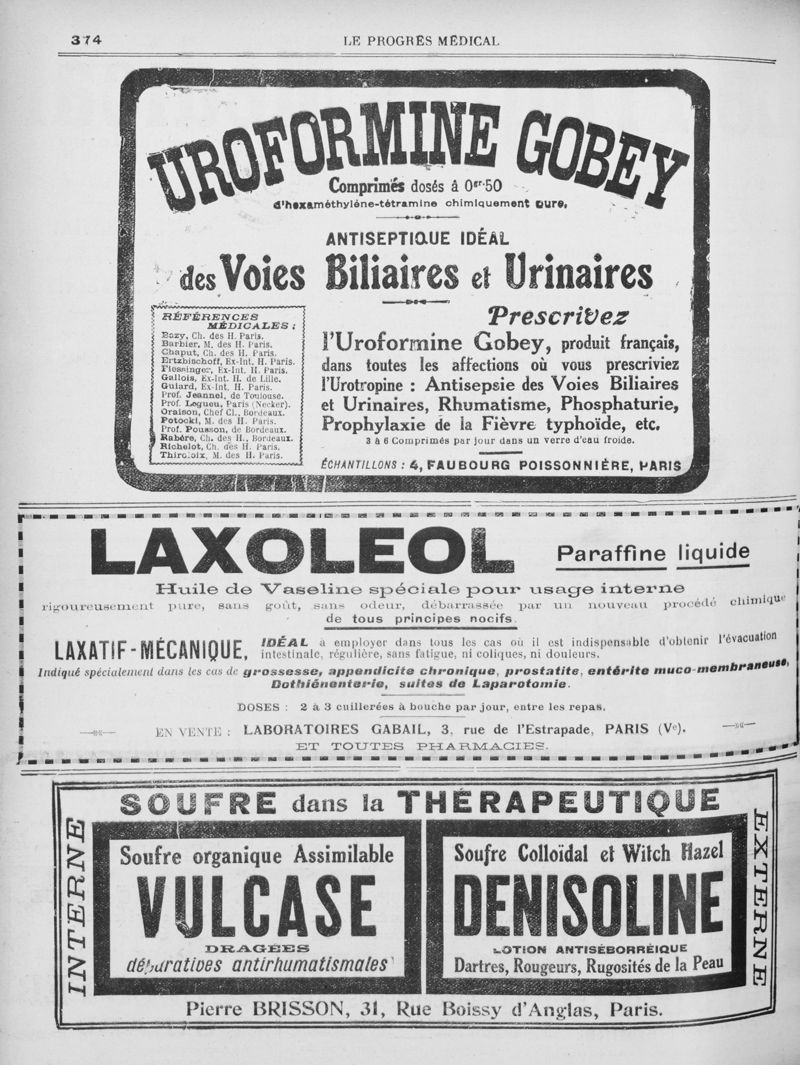 374
LE PROGRÈS MÉDICAL
UROFORMINE GOBEY
Comprimés dosés à 0gr.50
d'hexaméthylène-tétramine chimiquement pure.
ANTISEPTIQUE IDÉAL
des Voies Biliaires et Urinaires
RÉFÉRENCES
MÉDICALES :
Bazy, Ch. des H. Paris.
Barbier, M. des H. Paris.
Chaput, Ch. des H. Paris.
Ertzbischoff, Ex-Int. H. Paris.
Flessinger, Ex-Int. H. Paris.
Gallois, Ex-Int. H. de Lille.
Guiard, Ex-Int. H. Paris.
Prof. Jeannel, de Toulouse.
Prof. Legueu, Paris (Necker).
Oraison, Chef Cl., Bordeaux.
Potocki, M. des H. Paris.
Prof. Pousson, de Bordeaux.
Rabère, Ch. des H., Bordeaux.
Richelot, Ch. des H. Paris.
Thiroloix, M. des H. Paris.
Prescrivez
l'Uroformine Gobey, produit français,
dans toutes les affections où vous prescriviez
l'Urotropine : Antisepsie des Voies Biliaires
et Urinaires, Rhumatisme, Phosphaturie,
Prophylaxie de la Fièvre typhoïde, etc.
3 à 6 Comprimés par jour dans un verre d'eau froide.
ÉCHANTILLONS : 4, FAUBOURG POISSONNIÈRE, PARIS
LAXOLEOL Paraffine liquide
Huile de Vaseline spéciale pour usage interne
rigoureusement pure, sans goût, sans odeur, débarrassée par un nouveau procédé chimique
de tous principes nocifs.
LAXATIF-MÉCANIQUE, IDÉAL à employer dans tous les cas où il est indispensable d'obtenir l'évacuation
intestinale, régulière, sans fatigue, ni coliques, ni douleurs.
Indiqué spécialement dans les cas de grossesse, appendicite chronique, prostatite, entérite muco-membraneuse,
Dothiénenterie, suites de Laparotomie.
DOSES : 2 à 3 cuillerées à bouche par jour, entre les repas.
EN VENTE : LABORATOIRES GABAIL, 3, rue de l'Estrapade, PARIS (Ve).
ET TOUTES PHARMACIES.
SOUFRE dans la THÉRAPEUTIQUE
INTERNE
Soufre organique Assimilable
VULCASE
DRAGÉES
dépuratives antirhumatismales
Soufre Colloïdal et Witch Hazel
DENISOLINE
LOTION ANTISÉBORRÉIQUE
Dartres, Rougeurs, Rugosités de la Peau
EXTERNE
Pierre BRISSON, 31, Rue Boissy d'Anglas, Paris.